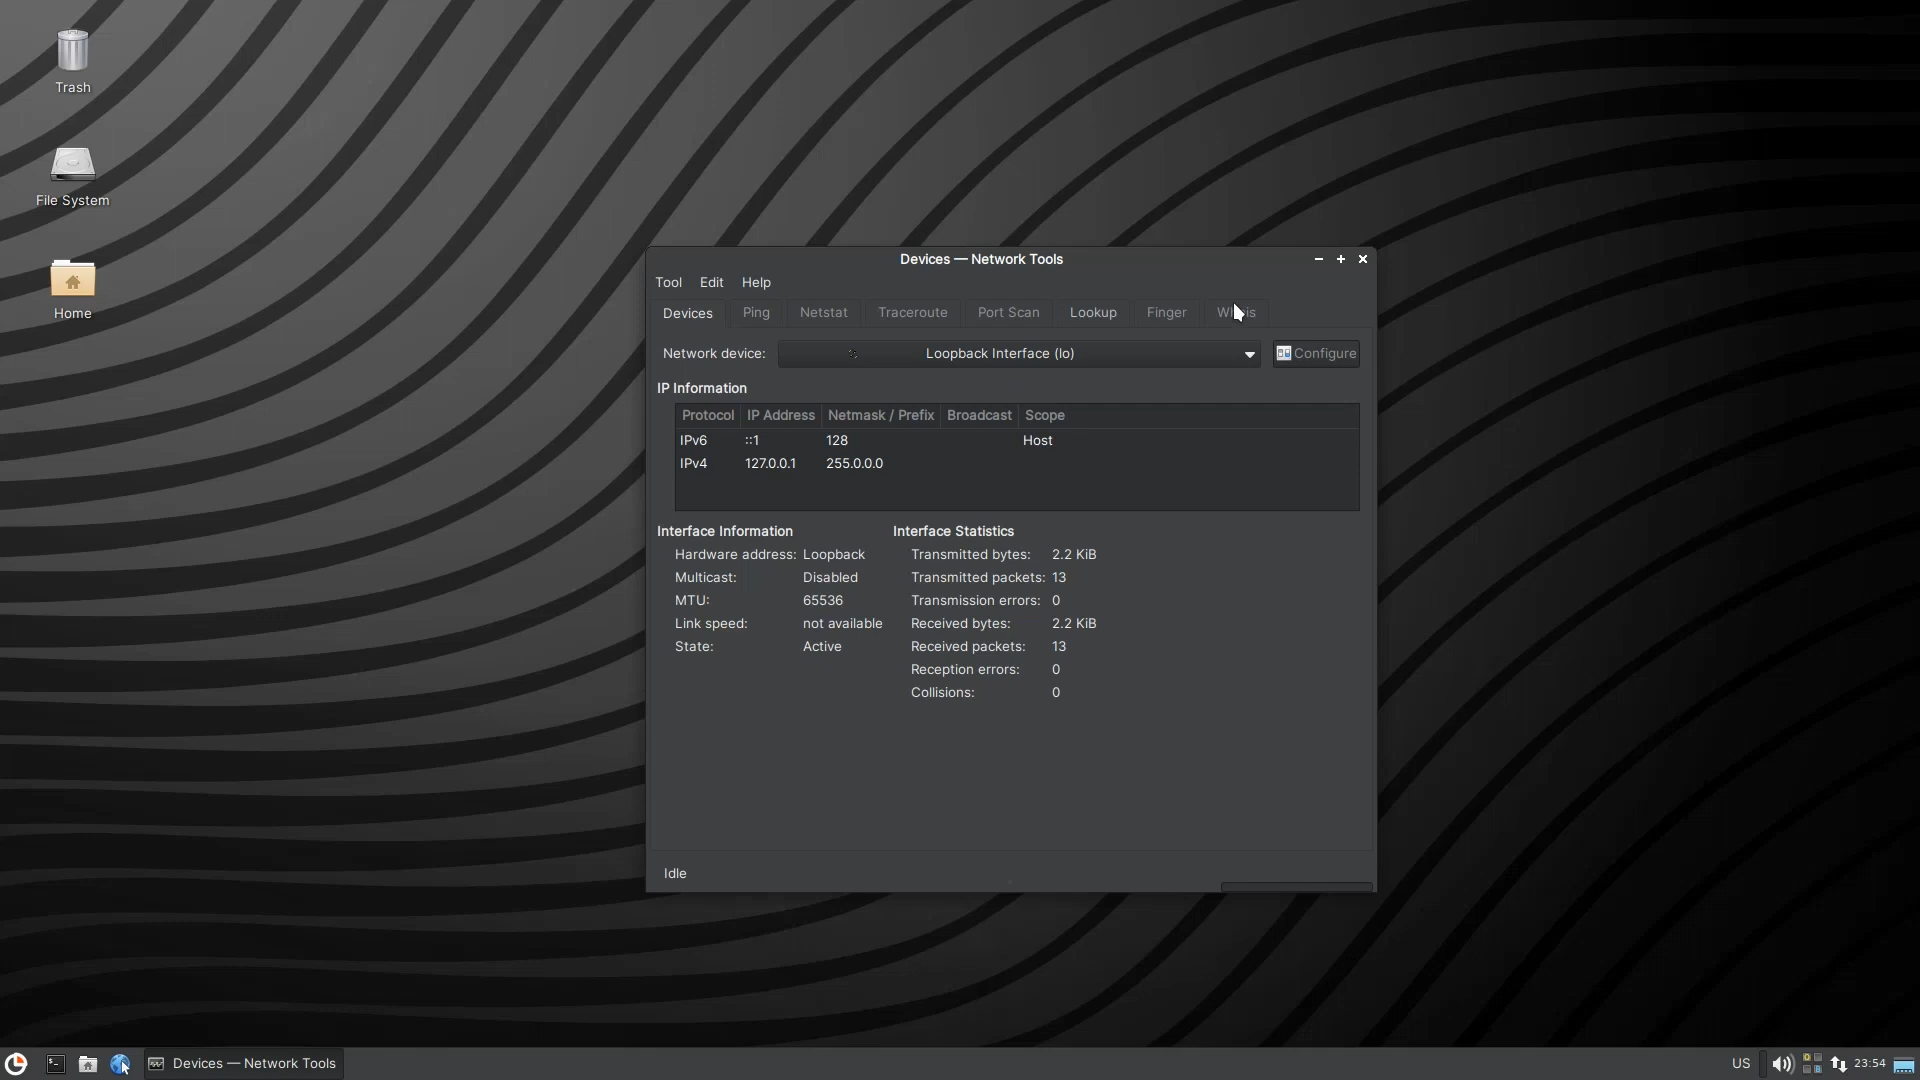 Trash
File System
Home
Devices — Network Tools
Tool Edit Help
Devices Ping Netstat Traceroute Port Scan Lookup Finger
Network device: Loopback Interface (lo) Configure
IP Information
Protocol IP Address Netmask / Prefix Broadcast Scope
IPv6 ::1 128 Host
IPv4 127.0.0.1 255.0.0.0
Interface Information Interface Statistics
Hardware address: Loopback Transmitted bytes: 2.2 KiB
Multicast: Disabled Transmitted packets: 13
MTU: 65536 Transmission errors: 0
Link speed: not available Received bytes: 2.2 KiB
State: Active Received packets: 13
Reception errors: 0
Collisions: 0
Idle
Devices — Network Tools US 23:54